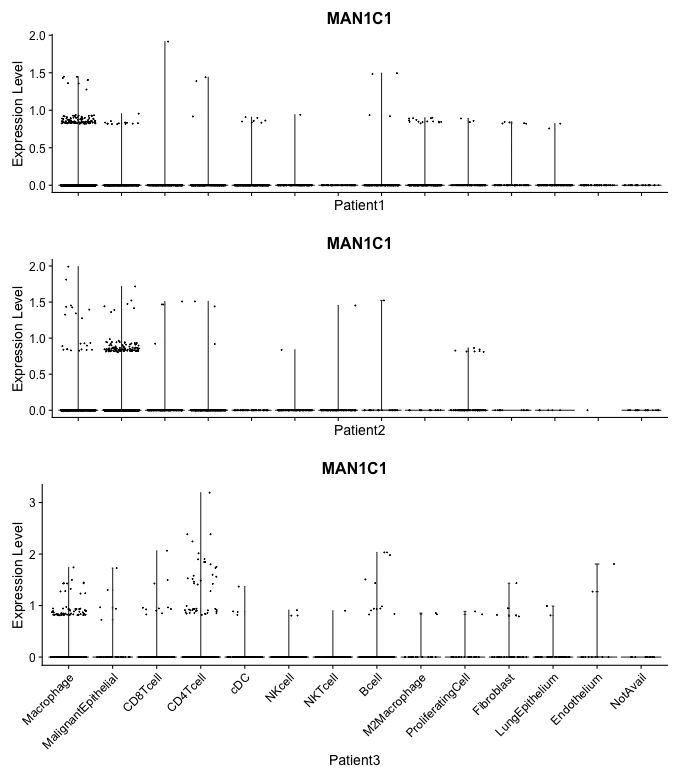 MAN1C1
Expression Level
2.0
1.5
1.0
0.5
0.0
Patient1
MAN1C1
Expression Level
2.0
1.5
1.0
0.5
0.0
Patient2
MAN1C1
Expression Level
3
2
1
0
Macrophage
MalignantEpithelial
CD8Tcell
CD4Tcell
cDC
NKcell
NKTcell
Bcell
M2Macrophage
ProliferatingCell
Fibroblast
LungEpithelium
Endothelium
NotAvail
Patient3